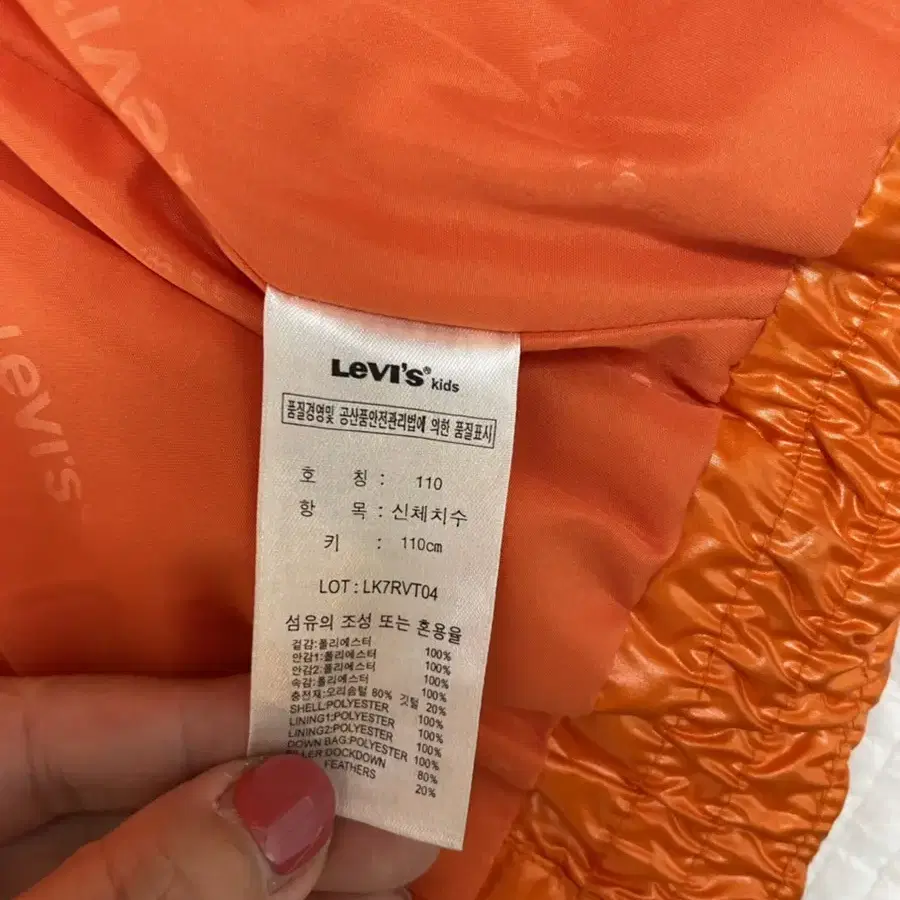 Levi's
Levi's
Levi's® kids
품질경영및 공산품안전관리법에 의한 품질표시
호 칭 : 110
항 목 : 신체치수
키 : 110cm
LOT : LK7RVT04
섬유의 조성 또는 혼용율
겉감:폴리에스터 100%
안감1:폴리에스터 100%
안감2:폴리에스터 100%
속감:폴리에스터 100%
충전재:오리솜털 80% 깃털 20%
SHELL:POLYESTER 100%
LINING1:POLYESTER 100%
LINING2:POLYESTER 100%
DOWN BAG:POLYESTER 100%
DOCKDOWN 80%
FEATHERS 20%